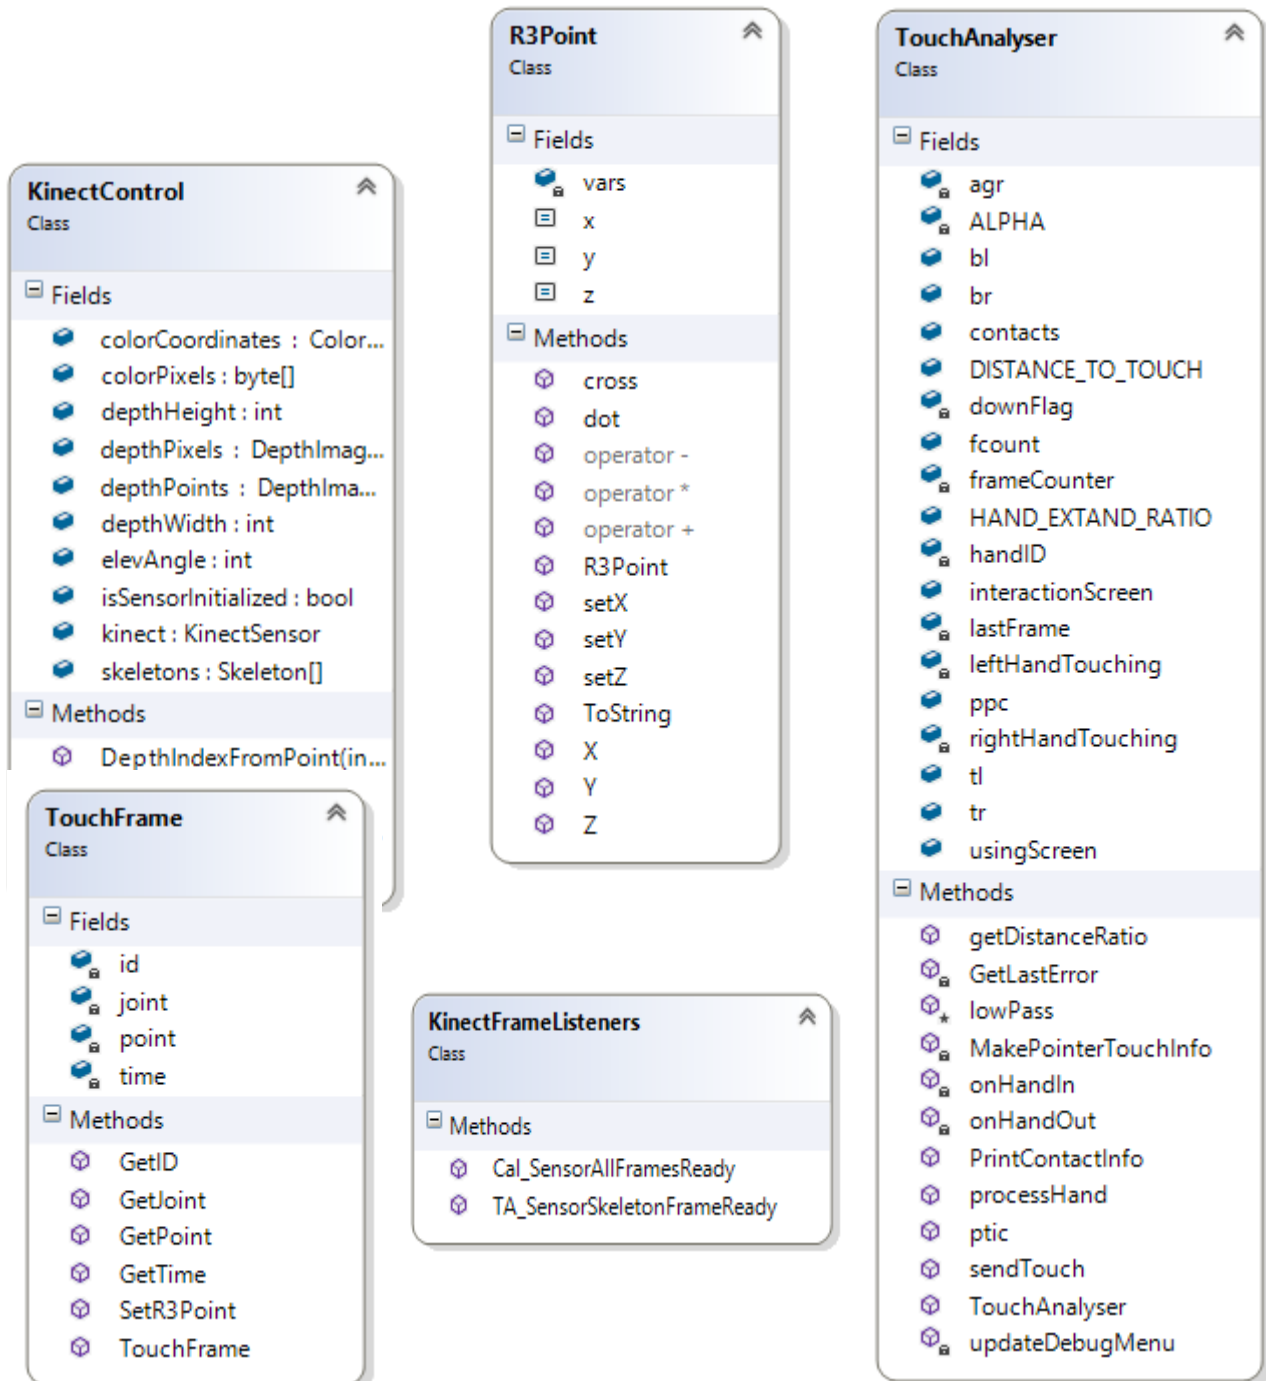 KinectControl
Class
Fields
colorCoordinates : Color...
colorPixels : byte[]
depthHeight : int
depthPixels : DepthImag...
depthPoints : DepthIma...
depthWidth : int
elevAngle : int
isSensorInitialized : bool
kinect : KinectSensor
skeletons : Skeleton[]
Methods
DepthIndexFromPoint(in...
TouchFrame
Class
Fields
id
joint
point
time
Methods
GetID
GetJoint
GetPoint
GetTime
SetR3Point
TouchFrame
R3Point
Class
Fields
vars
x
y
z
Methods
cross
dot
operator -
operator *
operator +
R3Point
setX
setY
setZ
ToString
X
Y
Z
KinectFrameListeners
Class
Methods
Cal_SensorAllFramesReady
TA_SensorSkeletonFrameReady
TouchAnalyser
Class
Fields
agr
ALPHA
bl
br
contacts
DISTANCE_TO_TOUCH
downFlag
fcount
frameCounter
HAND_EXTAND_RATIO
handID
interactionScreen
lastFrame
leftHandTouching
ppc
rightHandTouching
tl
tr
usingScreen
Methods
getDistanceRatio
GetLastError
lowPass
MakePointerTouchInfo
onHandIn
onHandOut
PrintContactInfo
processHand
ptic
sendTouch
TouchAnalyser
updateDebugMenu